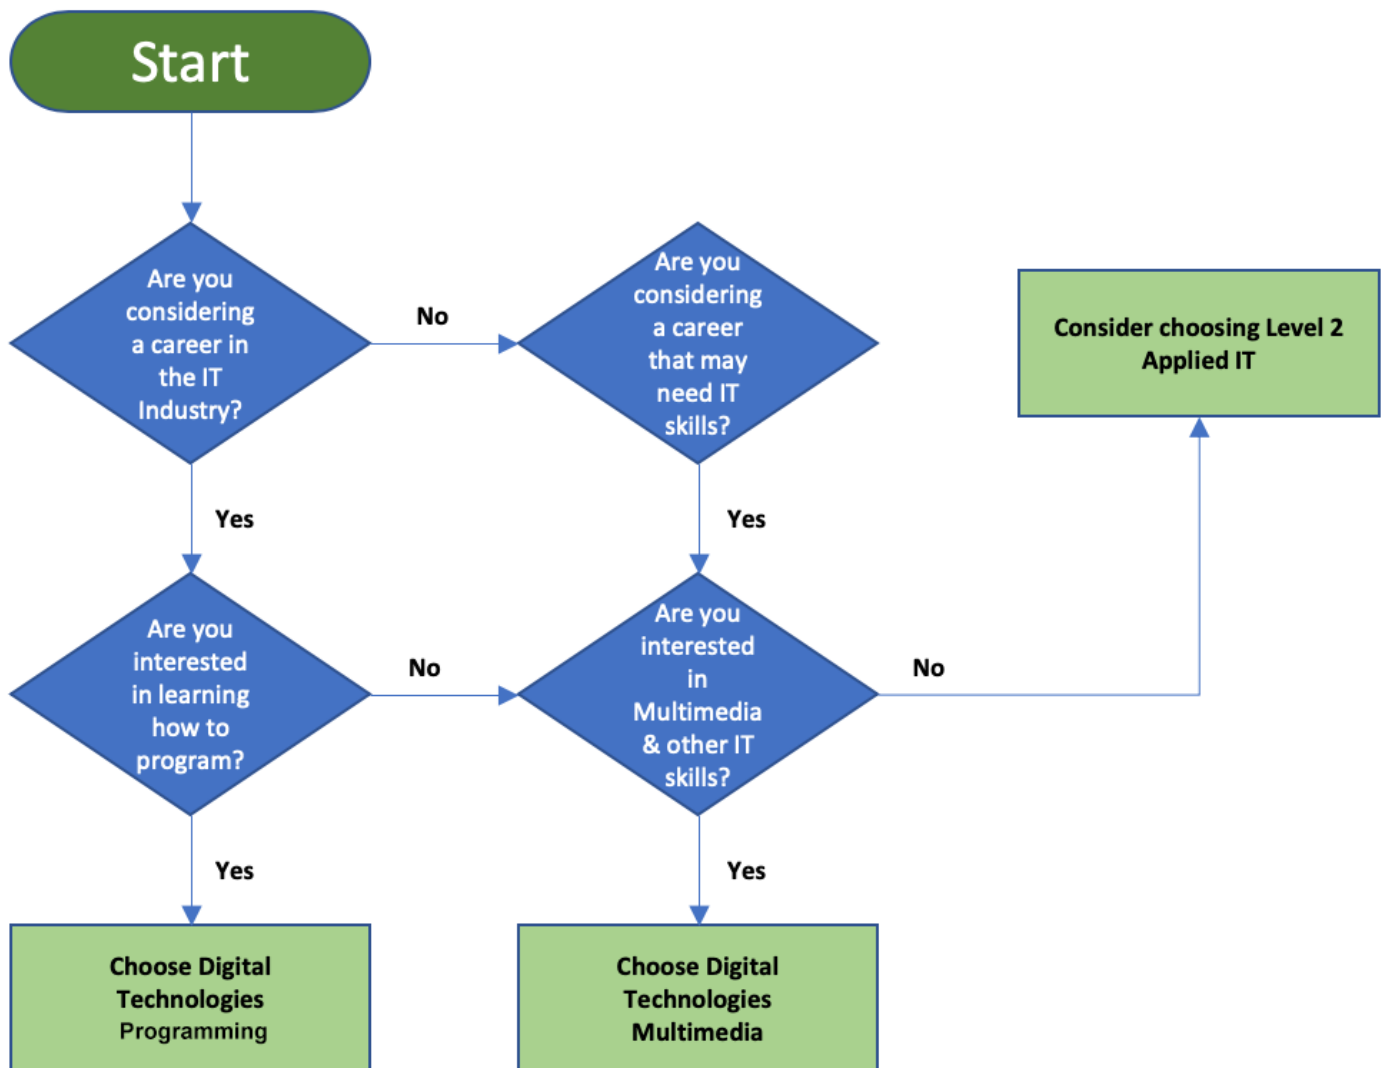 Start
Are you
considering
a career in
the IT
Industry?
No
Are you
considering
a career
that may
need IT
skills?
Consider choosing Level 2
Applied IT
Yes
Yes
Are you
interested
in learning
how to
program?
No
Are you
interested
in
Multimedia
& other IT
skills?
No
Yes
Yes
Choose Digital
Technologies
Programming
Choose Digital
Technologies
Multimedia